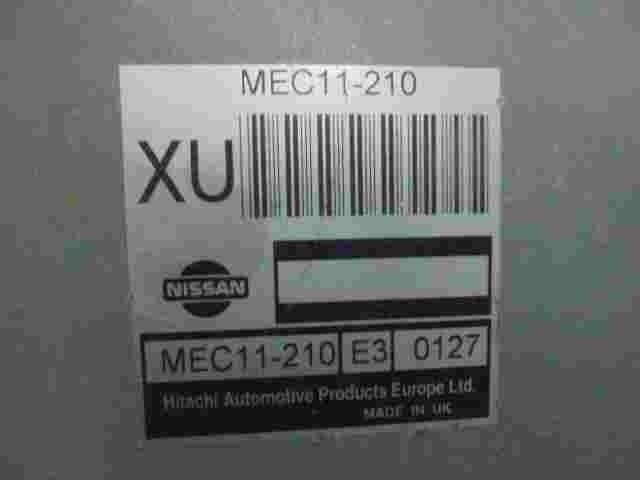 MEC11-210
XU
NISSAN
MEC11-210 E3 0127
Hitachi Automotive Products Europe Ltd.
MADE IN UK